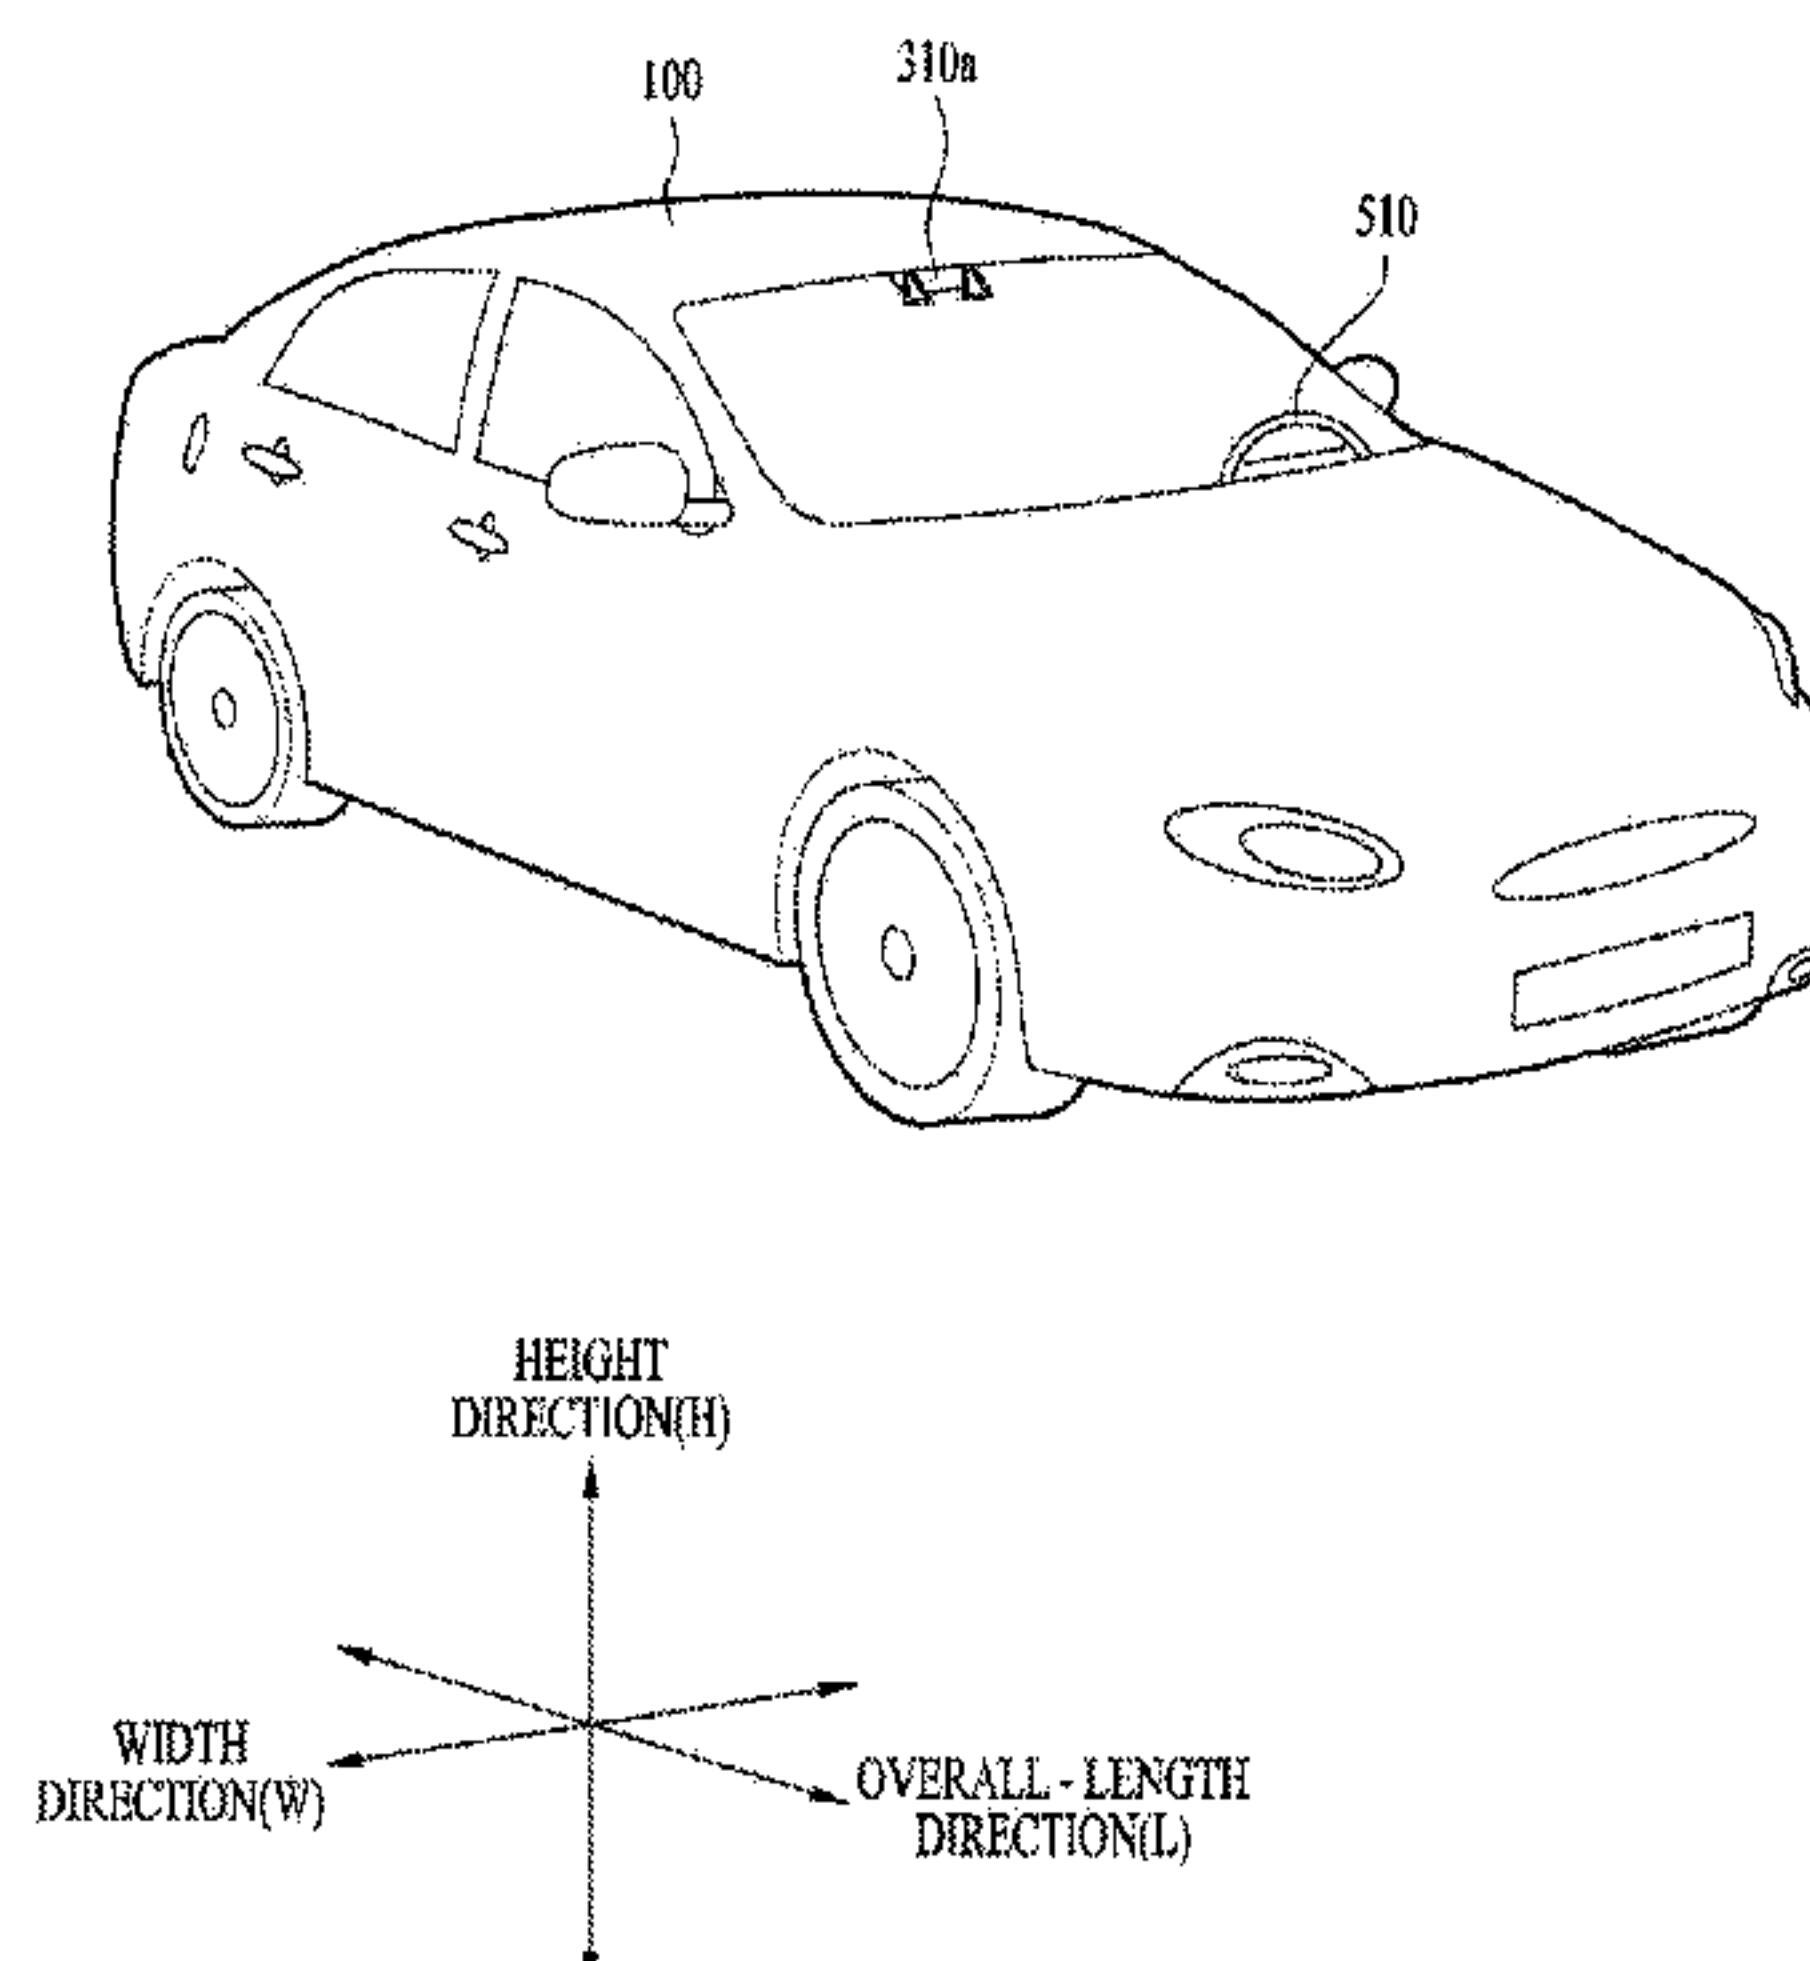 100
310a
510
HEIGHT
DIRECTION(H)
WIDTH
DIRECTION(W)
OVERALL - LENGTH
DIRECTION(L)